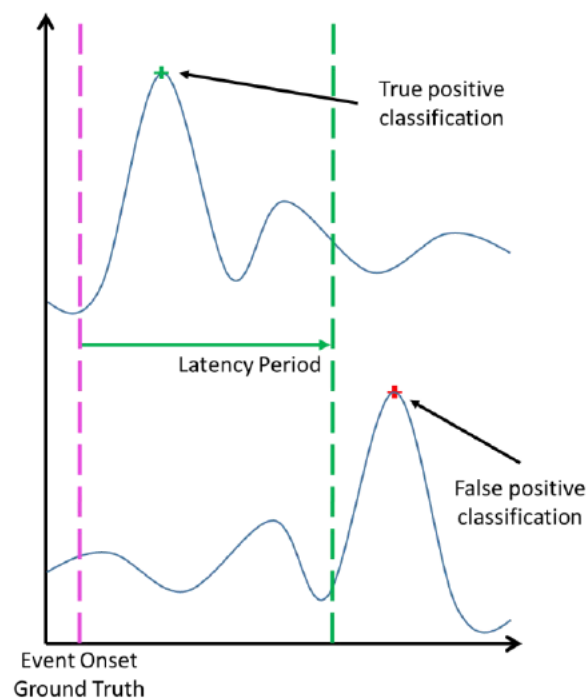 True positive
classification
Latency Period
False positive
classification
Event Onset
Ground Truth